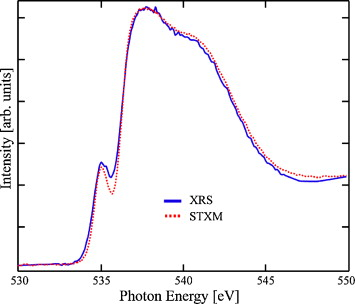 Intensity [arb. units]
XRS
STXM
530 535 540 545 550
Photon Energy [eV]